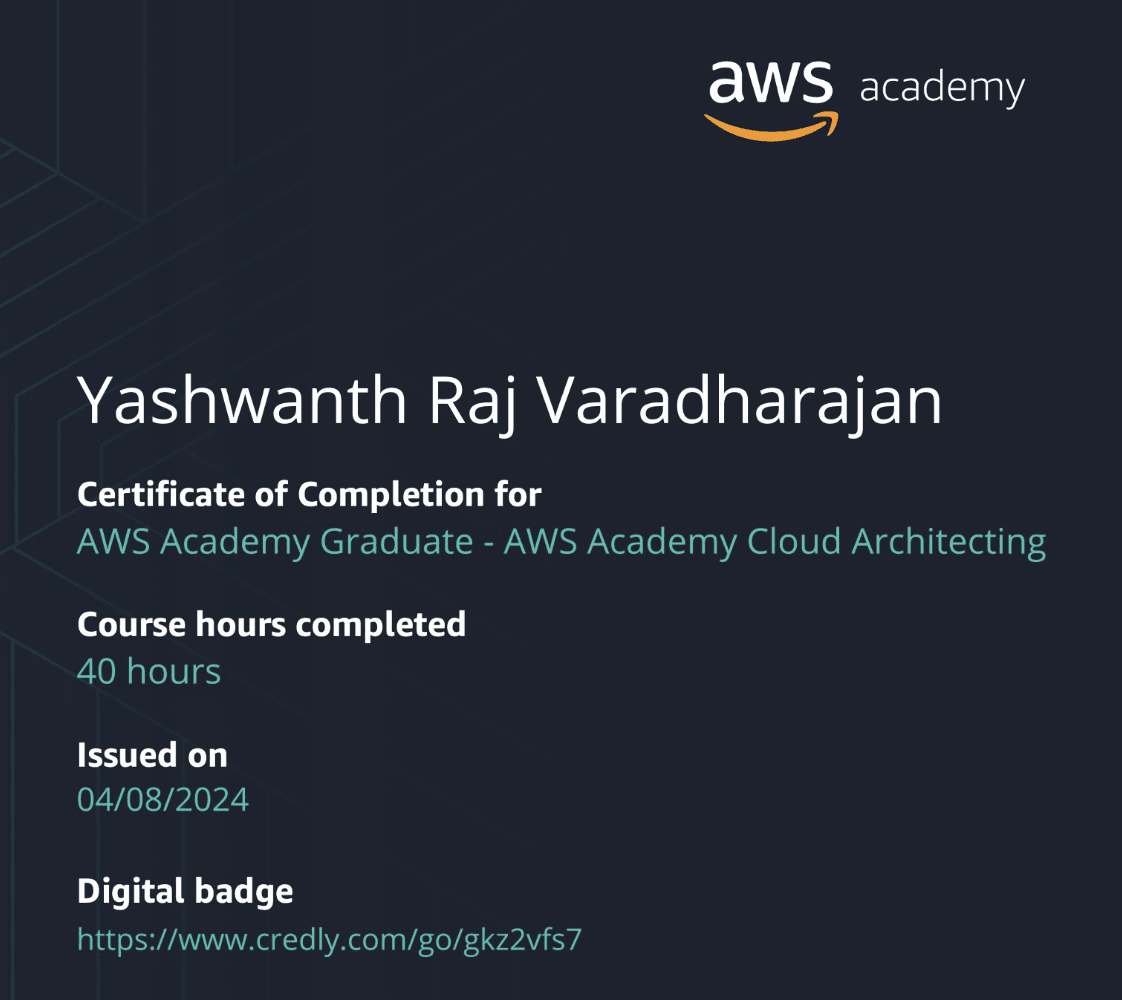 aws academy
Yashwanth Raj Varadharajan
Certificate of Completion for
AWS Academy Graduate - AWS Academy Cloud Architecting
Course hours completed
40 hours
Issued on
04/08/2024
Digital badge
https://www.credly.com/go/gkz2vfs7